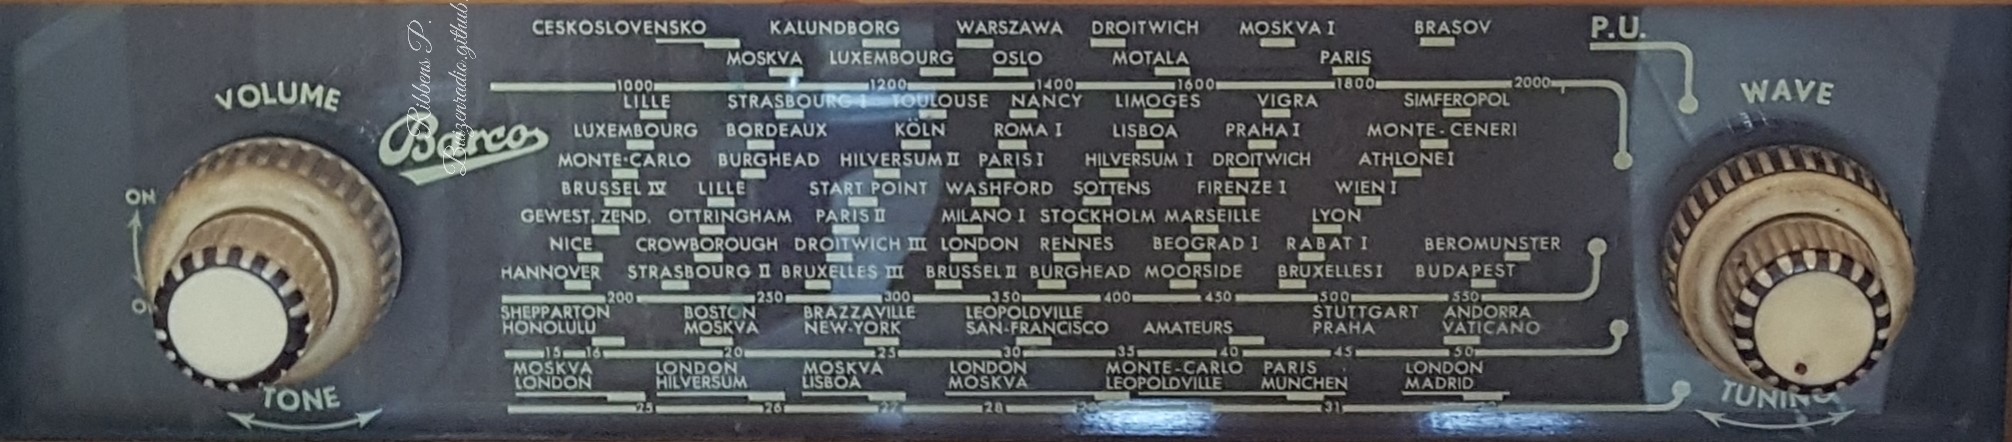 CESKOSLOVENSKO KALUNDBORG WARSZAWA DROITWICH MOSKVA I BRASOV P.U.
MOSKVA LUXEMBOURG OSLO MOTALA PARIS
1000 1200 1400 1600 1800 2000
VOLUME
WAVE
LILLE STRASBOURG I TOULOUSE NANCY LIMOGES VIGRA SIMFEROPOL
Barco
LUXEMBOURG BORDEAUX KÖLN ROMA I LISBOA PRAHA I MONTE-CENERI
MONTE-CARLO BURGHEAD HILVERSUM II PARIS I HILVERSUM I DROITWICH ATHLONE I
BRUSSEL IV LILLE START POINT WASHFORD SOTTENS FIRENZE I WIEN I
ON
GEWEST. ZEND. OTTRINGHAM PARIS II MILANO I STOCKHOLM MARSEILLE LYON
NICE CROWBOROUGH DROITWICH III LONDON RENNES BEOGRAD I RABAT I BEROMUNSTER
HANNOVER STRASBOURG II BRUXELLES III BRUSSEL II BURGHEAD MOORSIDE BRUXELLES I BUDAPEST
200 250 300 350 400 450 500 550
SHEPPARTON BOSTON BRAZZAVILLE LEOPOLDVILLE STUTTGART ANDORRA
HONOLULU MOSKVA NEW-YORK SAN-FRANCISCO AMATEURS PRAHA VATICANO
15 16 20 25 30 35 40 45 50
MOSKVA LONDON MOSKVA LONDON MONTE-CARLO PARIS LONDON
LONDON HILVERSUM LISBOA MOSKVA LEOPOLDVILLE MUNCHEN MADRID
25 26 27 28 31
TONE
TUNING
Ribbens P.
Buizenradio.github